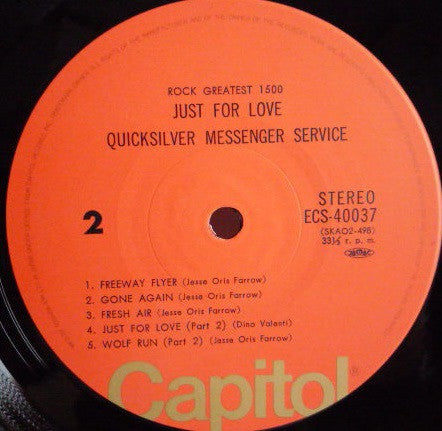 ROCK GREATEST 1500
JUST FOR LOVE
QUICKSILVER MESSENGER SERVICE
2
STEREO
ECS-40037
(SKAO2-498)
33⅓ r. p. m.
1. FREEWAY FLYER (Jesse Oris Farrow)
2. GONE AGAIN (Jesse Oris Farrow)
3. FRESH AIR (Jesse Oris Farrow)
4. JUST FOR LOVE (Part 2) (Dino Valenti)
5. WOLF RUN (Part 2) (Jesse Oris Farrow)
Capitol®